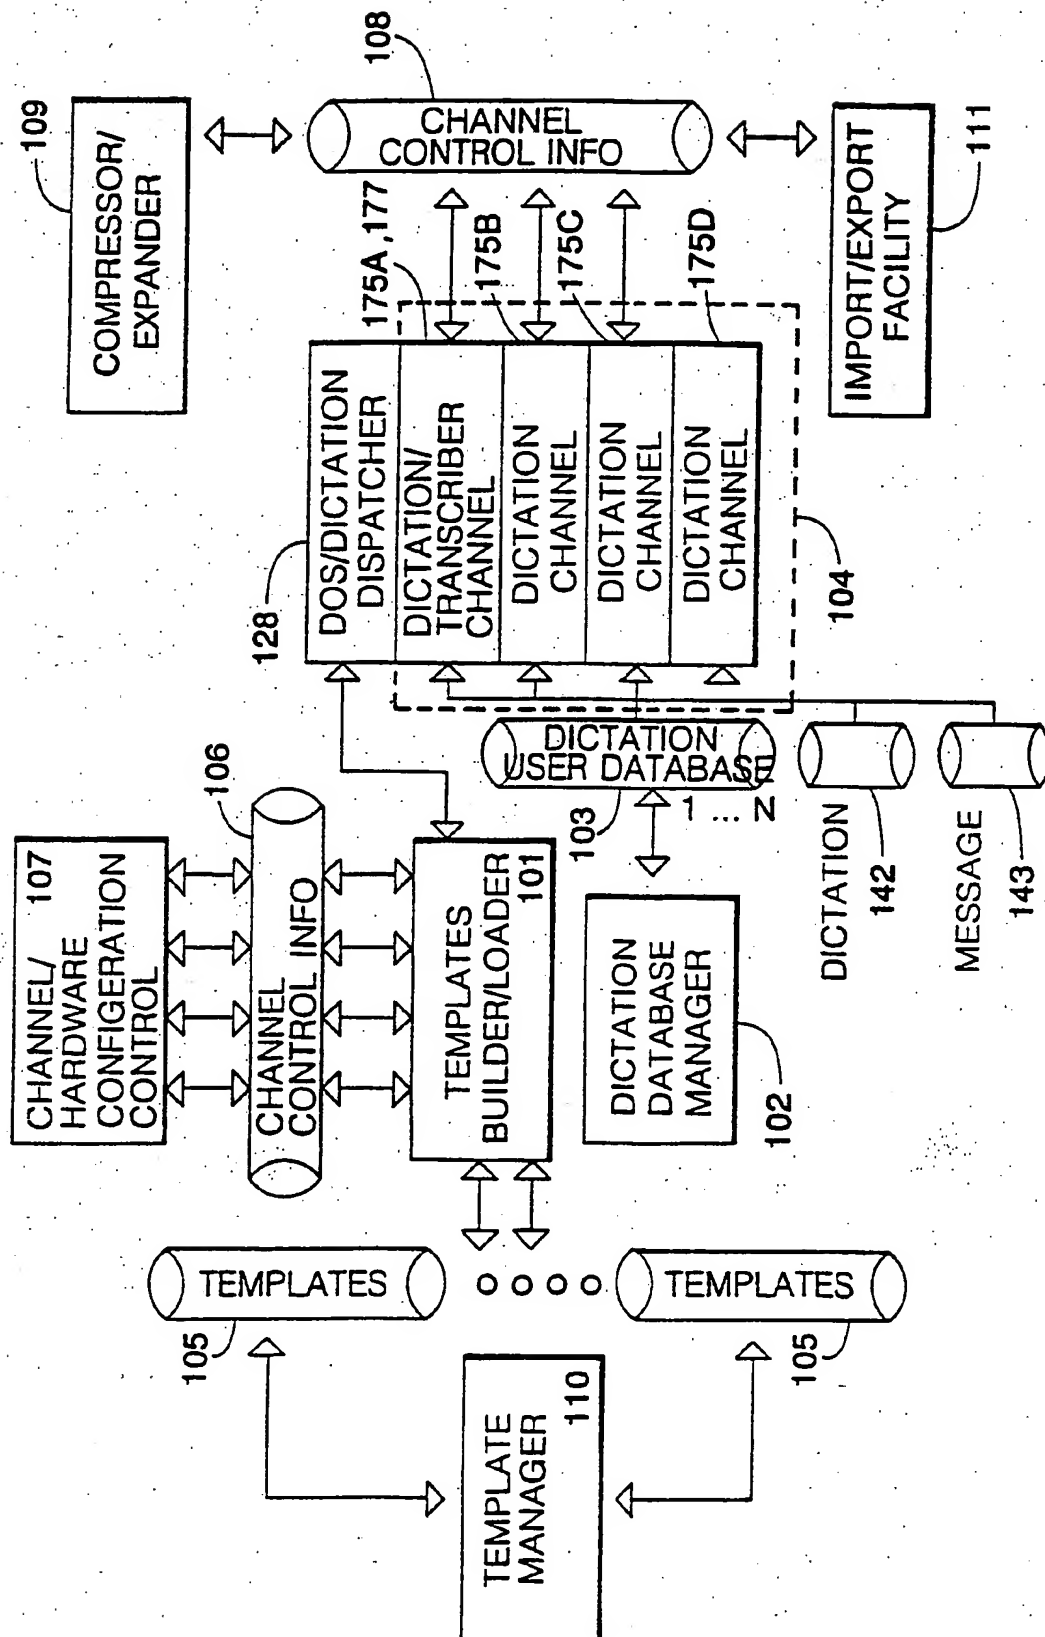 TEMPLATE
MANAGER
110
105
TEMPLATES
TEMPLATES
105
CHANNEL/
HARDWARE
CONFIGERATION
CONTROL
107
106
CHANNEL
CONTROL INFO
TEMPLATES
BUILDER/LOADER
101
DICTATION
DATABASE
MANAGER
102
103
DICTATION
USER DATABASE
1 ... N
DICTATION
142
MESSAGE
143
128
DOS/DICTATION
DISPATCHER
DICTATION/
TRANSCRIBER
CHANNEL
DICTATION
CHANNEL
DICTATION
CHANNEL
DICTATION
CHANNEL
104
175A,177
175B
175C
175D
109
COMPRESSOR/
EXPANDER
108
CHANNEL
CONTROL INFO
IMPORT/EXPORT
FACILITY
111